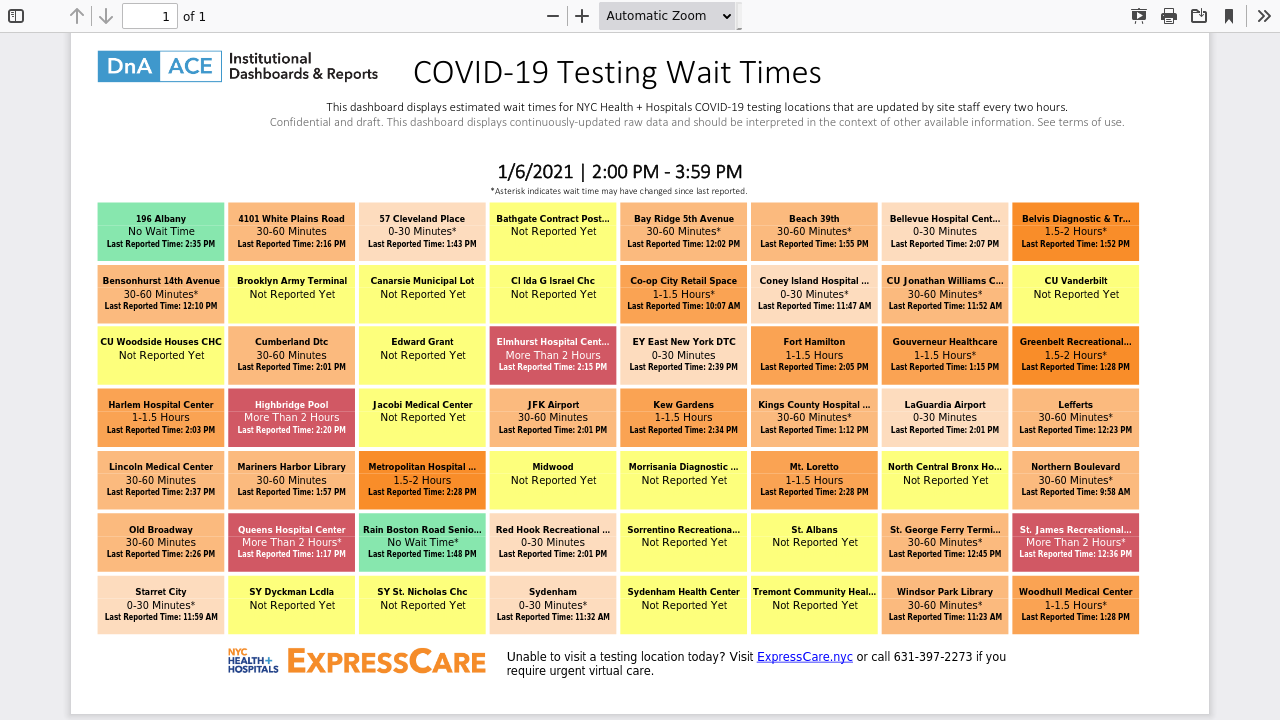 1 of 1 Automatic Zoom
DnA ACE Institutional Dashboards & Reports
COVID-19 Testing Wait Times
This dashboard displays estimated wait times for NYC Health + Hospitals COVID-19 testing locations that are updated by site staff every two hours.
Confidential and draft. This dashboard displays continuously-updated raw data and should be interpreted in the context of other available information. See terms of use.
1/6/2021 | 2:00 PM - 3:59 PM
*Asterisk indicates wait time may have changed since last reported.
196 Albany
No Wait Time
Last Reported Time: 2:35 PM
4101 White Plains Road
30-60 Minutes
Last Reported Time: 2:16 PM
57 Cleveland Place
0-30 Minutes*
Last Reported Time: 1:43 PM
Bathgate Contract Post...
Not Reported Yet
Bay Ridge 5th Avenue
30-60 Minutes*
Last Reported Time: 12:02 PM
Beach 39th
30-60 Minutes*
Last Reported Time: 1:55 PM
Bellevue Hospital Cent...
0-30 Minutes
Last Reported Time: 2:07 PM
Belvis Diagnostic & Tr...
1.5-2 Hours*
Last Reported Time: 1:52 PM
Bensonhurst 14th Avenue
30-60 Minutes*
Last Reported Time: 12:10 PM
Brooklyn Army Terminal
Not Reported Yet
Canarsie Municipal Lot
Not Reported Yet
Cl Ida G Israel Chc
Not Reported Yet
Co-op City Retail Space
1-1.5 Hours*
Last Reported Time: 10:07 AM
Coney Island Hospital ...
0-30 Minutes*
Last Reported Time: 11:47 AM
CU Jonathan Williams C...
30-60 Minutes*
Last Reported Time: 11:52 AM
CU Vanderbilt
Not Reported Yet
CU Woodside Houses CHC
Not Reported Yet
Cumberland Dtc
30-60 Minutes
Last Reported Time: 2:01 PM
Edward Grant
Not Reported Yet
Elmhurst Hospital Cent...
More Than 2 Hours
Last Reported Time: 2:15 PM
EY East New York DTC
0-30 Minutes
Last Reported Time: 2:39 PM
Fort Hamilton
1-1.5 Hours
Last Reported Time: 2:05 PM
Gouverneur Healthcare
1-1.5 Hours*
Last Reported Time: 1:15 PM
Greenbelt Recreational...
1.5-2 Hours*
Last Reported Time: 1:28 PM
Harlem Hospital Center
1-1.5 Hours
Last Reported Time: 2:03 PM
Highbridge Pool
More Than 2 Hours
Last Reported Time: 2:20 PM
Jacobi Medical Center
Not Reported Yet
JFK Airport
30-60 Minutes
Last Reported Time: 2:01 PM
Kew Gardens
1-1.5 Hours
Last Reported Time: 2:34 PM
Kings County Hospital ...
30-60 Minutes*
Last Reported Time: 1:12 PM
LaGuardia Airport
0-30 Minutes
Last Reported Time: 2:01 PM
Lefferts
30-60 Minutes*
Last Reported Time: 12:23 PM
Lincoln Medical Center
30-60 Minutes
Last Reported Time: 2:37 PM
Mariners Harbor Library
30-60 Minutes
Last Reported Time: 1:57 PM
Metropolitan Hospital ...
1.5-2 Hours
Last Reported Time: 2:28 PM
Midwood
Not Reported Yet
Morrisania Diagnostic ...
Not Reported Yet
Mt. Loretto
1-1.5 Hours
Last Reported Time: 2:28 PM
North Central Bronx Ho...
Not Reported Yet
Northern Boulevard
30-60 Minutes*
Last Reported Time: 9:58 AM
Old Broadway
30-60 Minutes
Last Reported Time: 2:26 PM
Queens Hospital Center
More Than 2 Hours*
Last Reported Time: 1:17 PM
Rain Boston Road Senio...
No Wait Time*
Last Reported Time: 1:48 PM
Red Hook Recreational ...
0-30 Minutes
Last Reported Time: 2:01 PM
Sorrentino Recreationa...
Not Reported Yet
St. Albans
Not Reported Yet
St. George Ferry Termi...
30-60 Minutes*
Last Reported Time: 12:45 PM
St. James Recreational...
More Than 2 Hours*
Last Reported Time: 12:36 PM
Starret City
0-30 Minutes*
Last Reported Time: 11:59 AM
SY Dyckman Lcdla
Not Reported Yet
SY St. Nicholas Chc
Not Reported Yet
Sydenham
0-30 Minutes*
Last Reported Time: 11:32 AM
Sydenham Health Center
Not Reported Yet
Tremont Community Heal...
Not Reported Yet
Windsor Park Library
30-60 Minutes*
Last Reported Time: 11:23 AM
Woodhull Medical Center
1-1.5 Hours*
Last Reported Time: 1:28 PM
NYC HEALTH+ HOSPITALS EXPRESSCARE
Unable to visit a testing location today? Visit ExpressCare.nyc or call 631-397-2273 if you
require urgent virtual care.